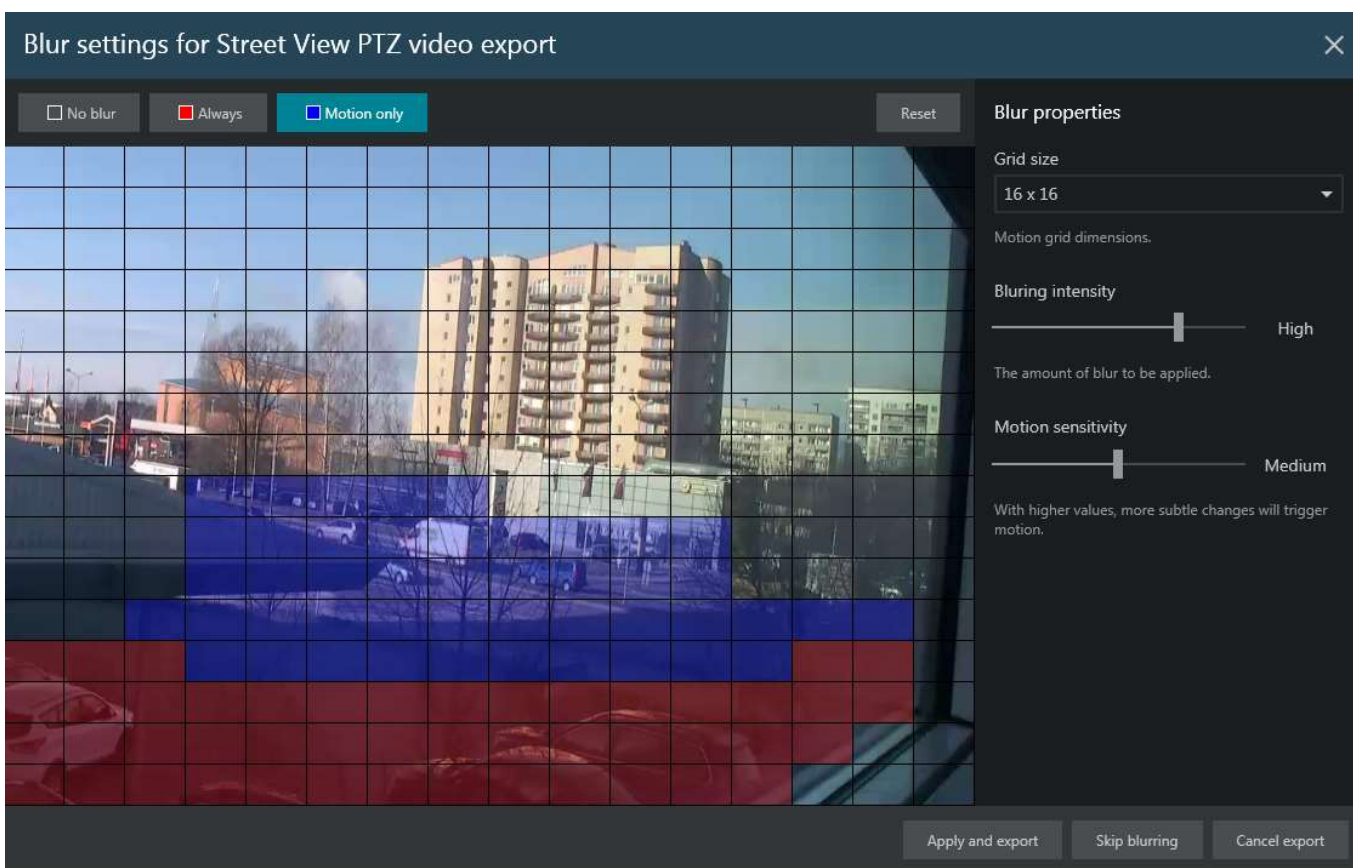 Blur settings for Street View PTZ video export
No blur
Always
Motion only
Reset
Blur properties
Grid size
16 x 16
Motion grid dimensions.
Bluring intensity
High
The amount of blur to be applied.
Motion sensitivity
Medium
With higher values, more subtle changes will trigger
motion.
Apply and export
Skip blurring
Cancel export